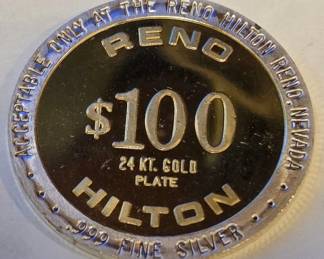 ACCEPTABLE ONLY AT THE RENO HILTON RENO, NEVADA
RENO
$100
24 KT. GOLD
PLATE
HILTON
.999 FINE SILVER